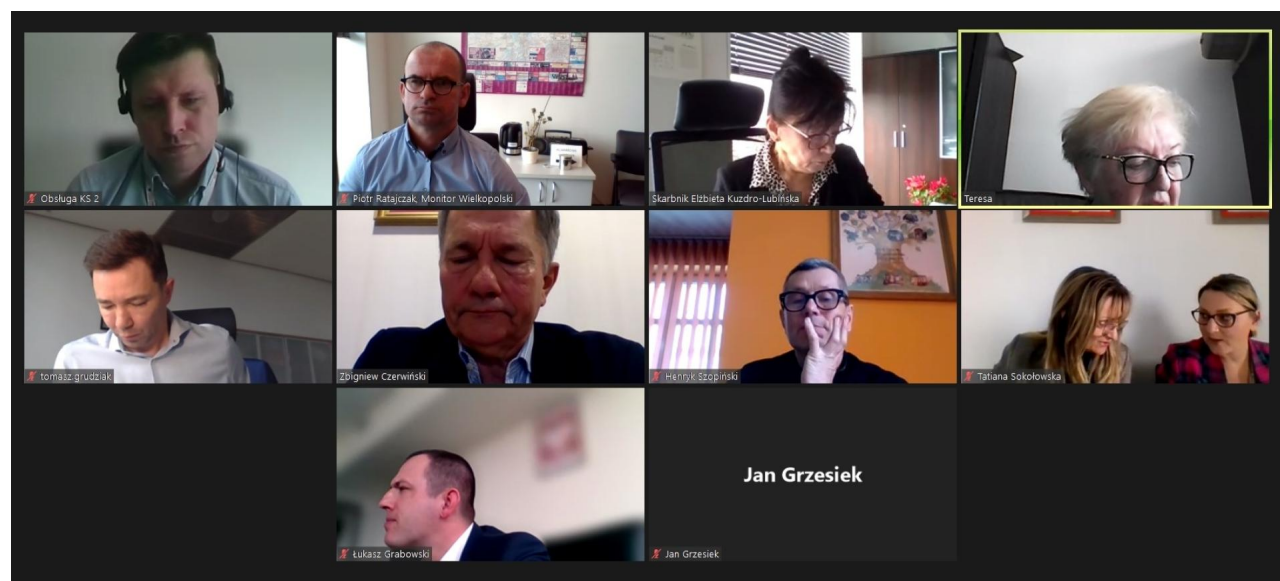 Obsługa KS 2
Piotr Ratajczak, Monitor Wielkopolski
Skarbnik Elżbieta Kuzdro-Lubińska
Teresa
tomasz.grudziak
Zbigniew Czerwiński
Henryk Szopiński
Tatiana Sokołowska
Łukasz Grabowski
Jan Grzesiek
Jan Grzesiek